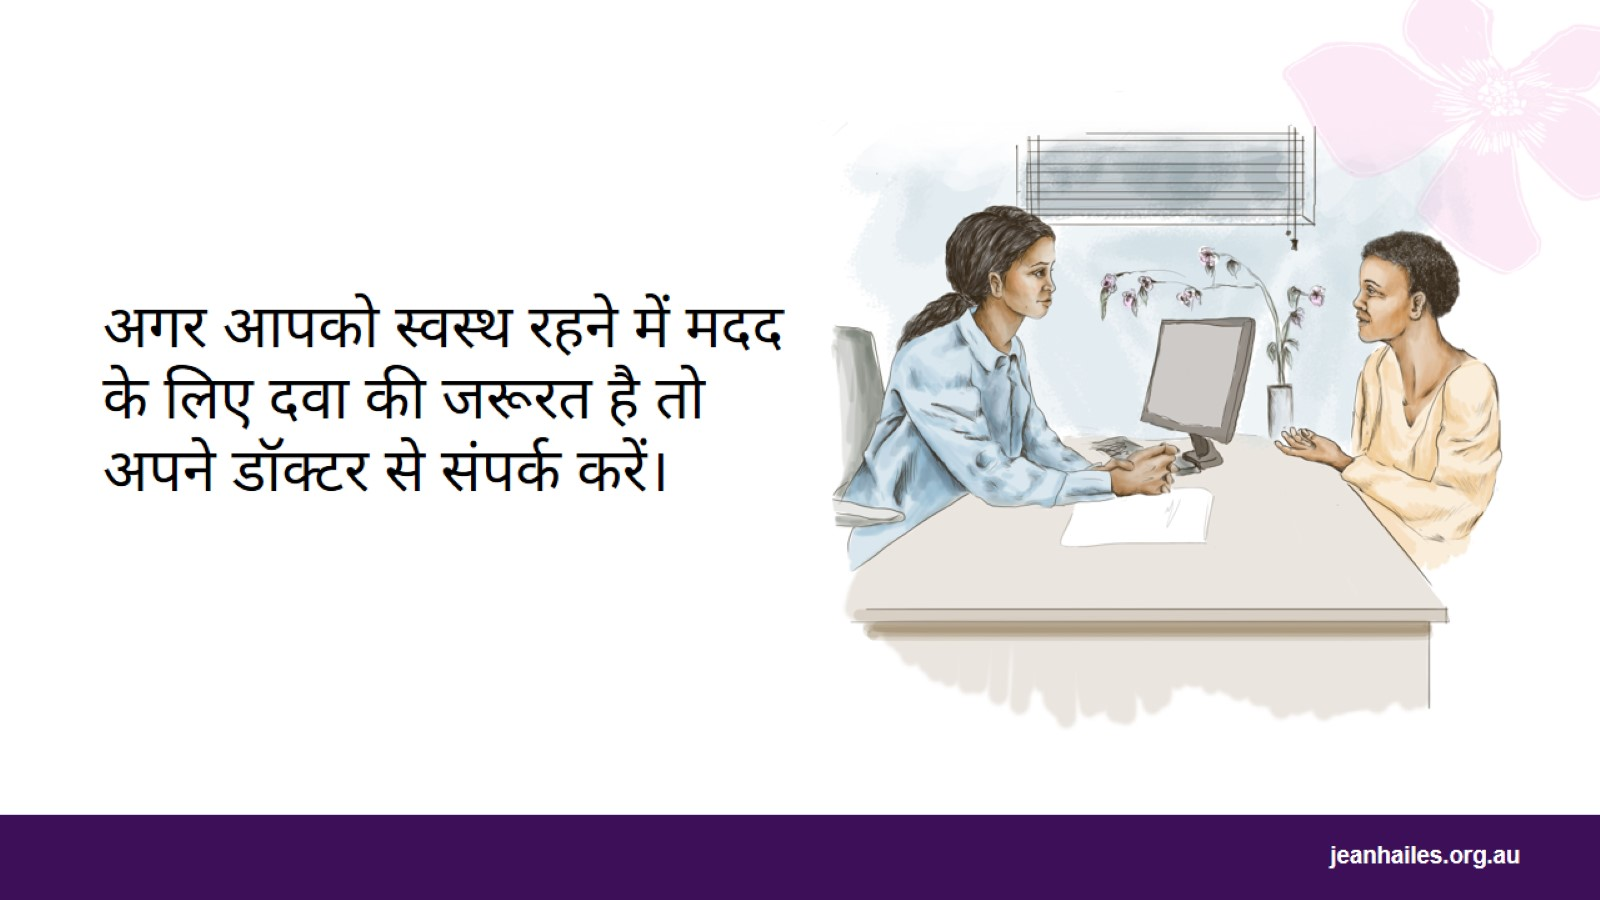 अगर आपको स्वस्थ रहने में मदद
के लिए दवा की जरूरत है तो
अपने डॉक्टर से संपर्क करें।
jeanhailes.org.au